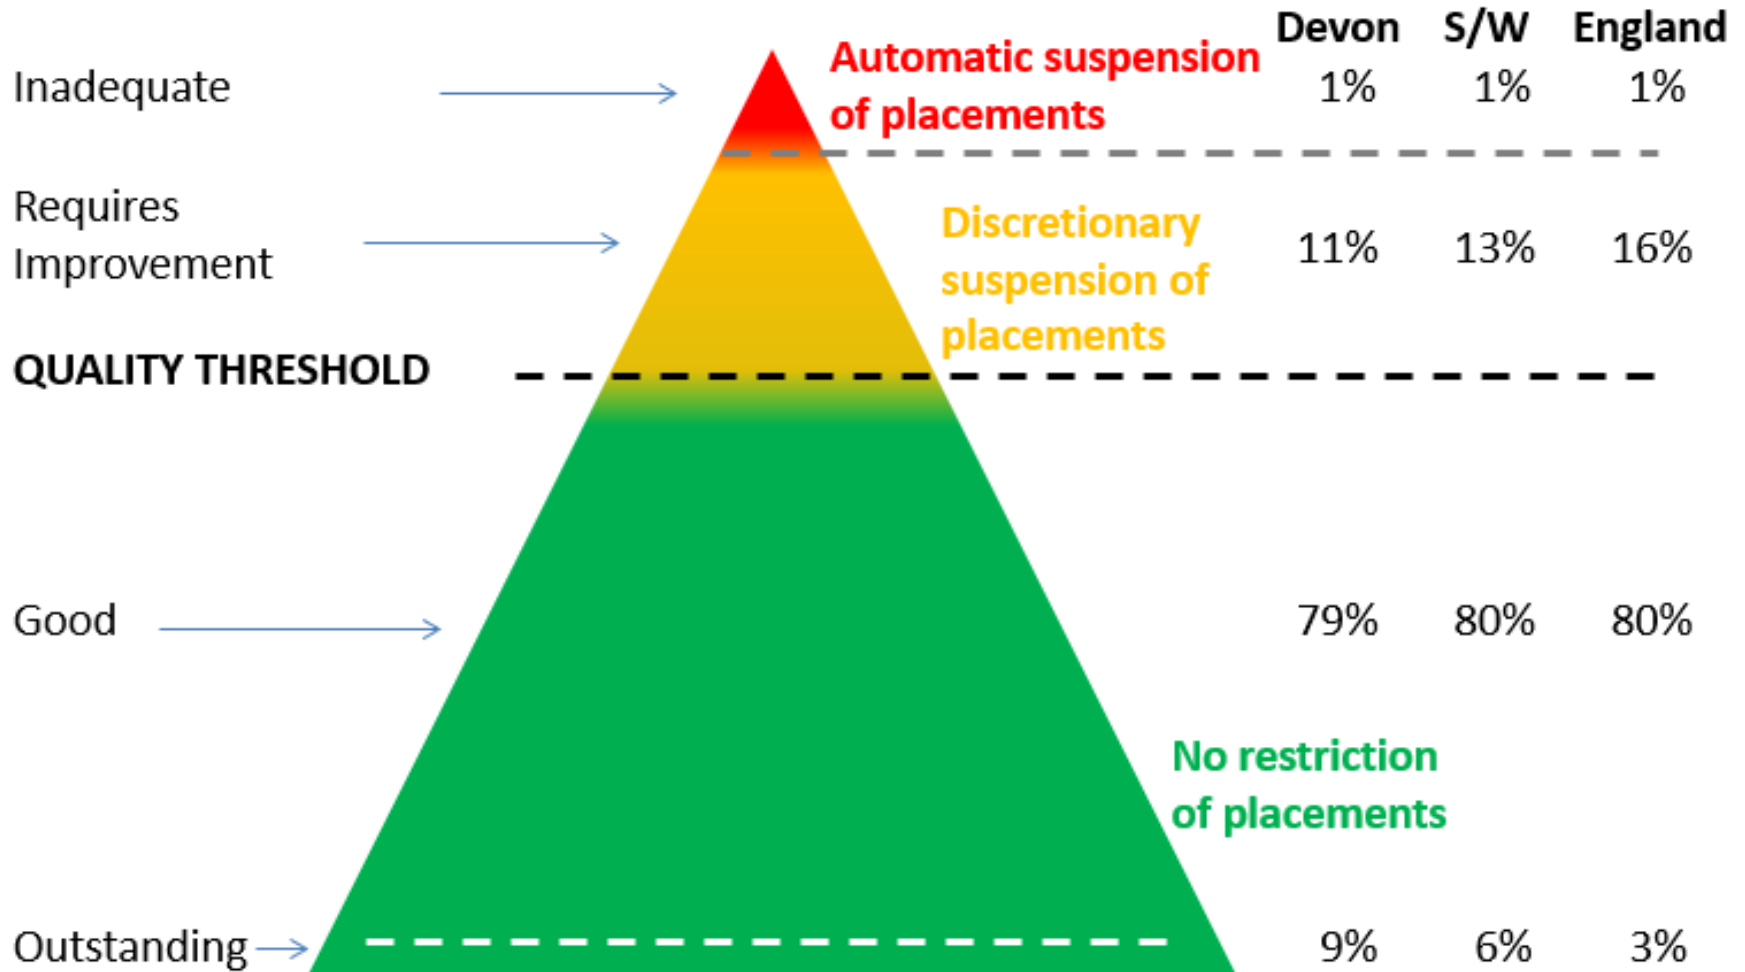 Devon S/W England
Inadequate
Automatic suspension
of placements
1% 1% 1%
Requires
Improvement
Discretionary
suspension of
placements
11% 13% 16%
QUALITY THRESHOLD
Good
79% 80% 80%
No restriction
of placements
Outstanding
9% 6% 3%